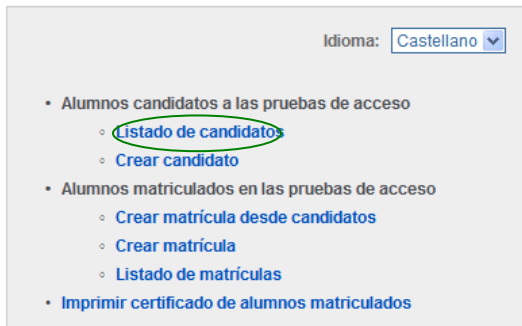 Idioma: Castellano
• Alumnos candidatos a las pruebas de acceso
◦ Listado de candidatos
◦ Crear candidato
• Alumnos matriculados en las pruebas de acceso
◦ Crear matrícula desde candidatos
◦ Crear matrícula
◦ Listado de matrículas
• Imprimir certificado de alumnos matriculados